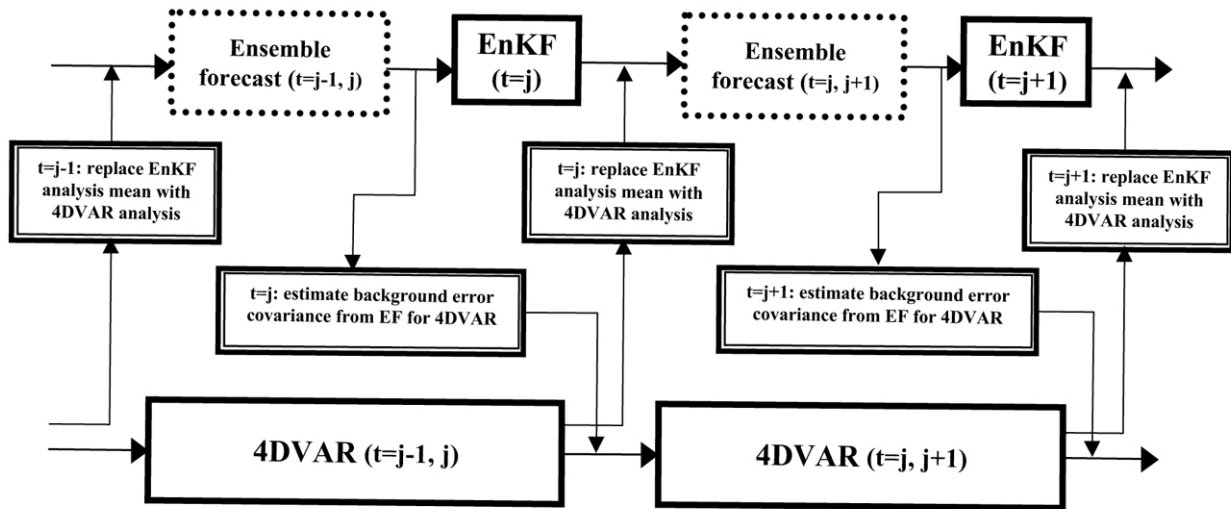 Ensemble
forecast (t=j-1, j)
EnKF
(t=j)
Ensemble
forecast (t=j, j+1)
EnKF
(t=j+1)
t=j-1: replace EnKF
analysis mean with
4DVAR analysis
t=j: replace EnKF
analysis mean with
4DVAR analysis
t=j+1: replace EnKF
analysis mean with
4DVAR analysis
t=j: estimate background error
covariance from EF for 4DVAR
t=j+1: estimate background error
covariance from EF for 4DVAR
4DVAR (t=j-1, j)
4DVAR (t=j, j+1)